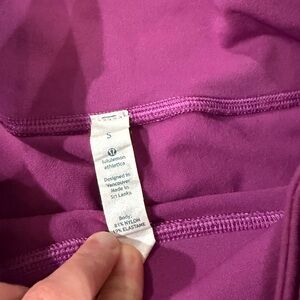 S
lululemon
athletica
Designed in
Vancouver
Made in
Sri Lanka
Body:
81% NYLON
19% ELASTANE